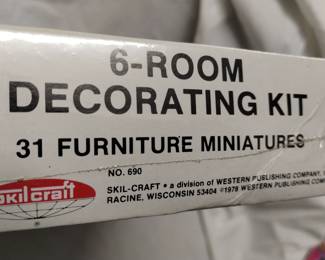 6-ROOM
DECORATING KIT
31 FURNITURE MINIATURES
NO. 690
skilcraft
SKIL-CRAFT • a division of WESTERN PUBLISHING COMPANY,
RACINE, WISCONSIN 53404 ©1978 WESTERN PUBLISHING